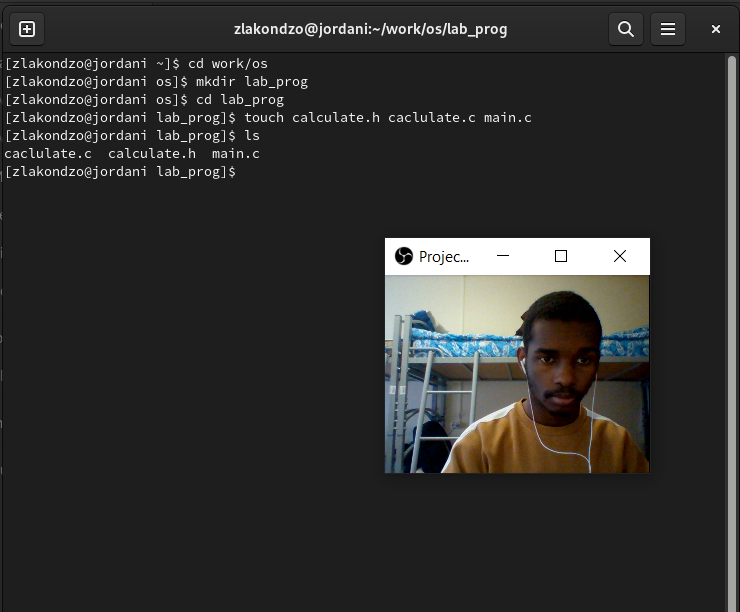 zlakondzo@jordani:~/work/os/lab_prog
[zlakondzo@jordani ~]$ cd work/os
[zlakondzo@jordani os]$ mkdir lab_prog
[zlakondzo@jordani os]$ cd lab_prog
[zlakondzo@jordani lab_prog]$ touch calculate.h caclulate.c main.c
[zlakondzo@jordani lab_prog]$ ls
caclulate.c  calculate.h  main.c
[zlakondzo@jordani lab_prog]$
Projec...